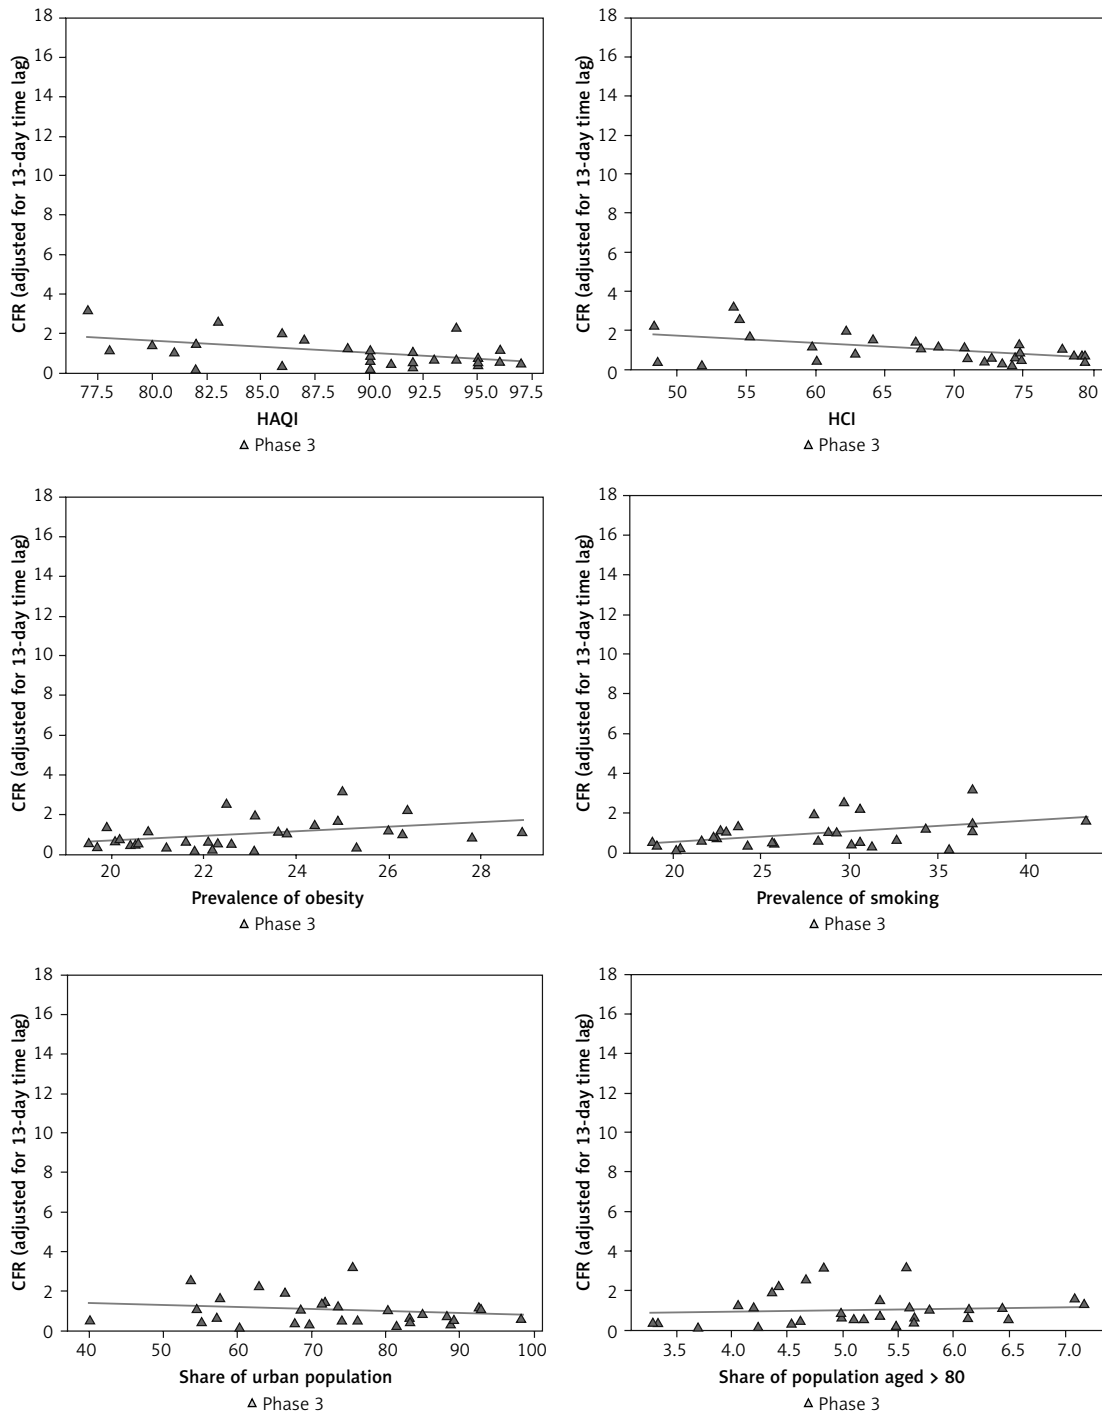 18
16
14
12
10
8
6
4
2
0
CFR (adjusted for 13-day time lag)
77.5 80.0 82.5 85.0 87.5 90.0 92.5 95.0 97.5
HAQI
Phase 3
18
16
14
12
10
8
6
4
2
0
CFR (adjusted for 13-day time lag)
50 55 60 65 70 75 80
HCI
Phase 3
18
16
14
12
10
8
6
4
2
0
CFR (adjusted for 13-day time lag)
20 22 24 26 28
Prevalence of obesity
Phase 3
18
16
14
12
10
8
6
4
2
0
CFR (adjusted for 13-day time lag)
20 25 30 35 40
Prevalence of smoking
Phase 3
18
16
14
12
10
8
6
4
2
0
CFR (adjusted for 13-day time lag)
40 50 60 70 80 90 100
Share of urban population
Phase 3
18
16
14
12
10
8
6
4
2
0
CFR (adjusted for 13-day time lag)
3.5 4.0 4.5 5.0 5.5 6.0 6.5 7.0
Share of population aged > 80
Phase 3